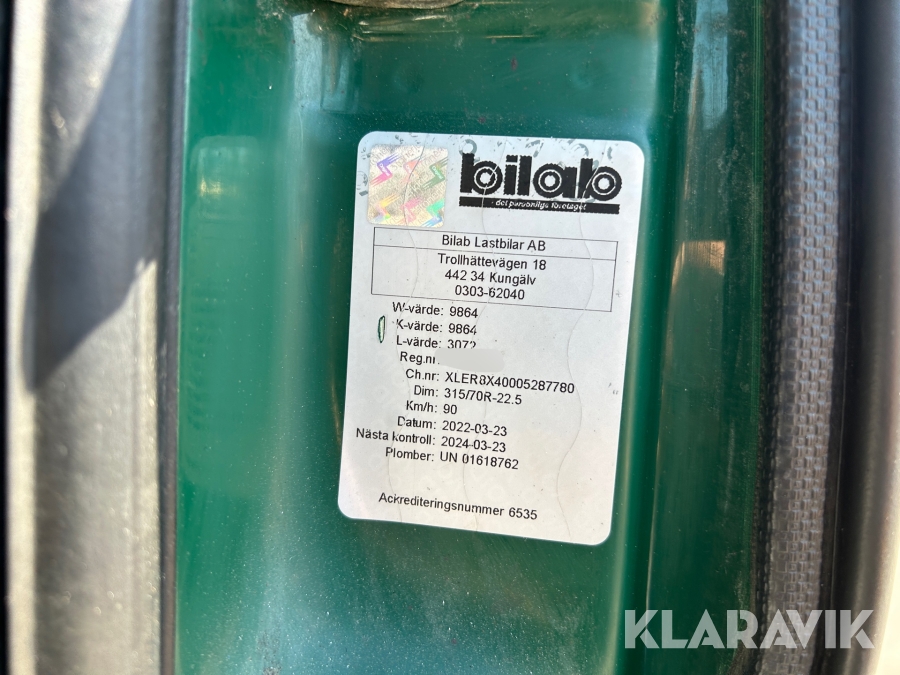 bilab
- det personliga företaget
Bilab Lastbilar AB
Trollhättevägen 18
442 34 Kungälv
0303-62040
W-värde: 9864
K-värde: 9864
L-värde: 3072
Reg.nr
Ch.nr: XLER8X40005287780
Dim: 315/70R-22.5
Km/h: 90
Datum: 2022-03-23
Nästa kontroll: 2024-03-23
Plomber: UN 01618762
Ackrediteringsnummer 6535
KLARAVIK